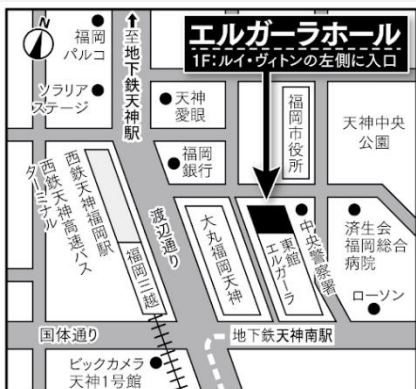 エルガーラホール
1F:ルイ・ヴィトンの左側に入口
N
福岡
パルコ
至地下鉄天神駅
ソラリア
ステージ
天神
愛眼
福岡市役所
天神中央
公園
福岡
銀行
西鉄天神高速バス
ターミナル
西鉄天神福岡駅
福岡三越
渡辺通り
大丸福岡天神
東館
エルガーラ
中央警察署
済生会
福岡総合
病院
ローソン
国体通り
地下鉄天神南駅
ビックカメラ
天神1号館